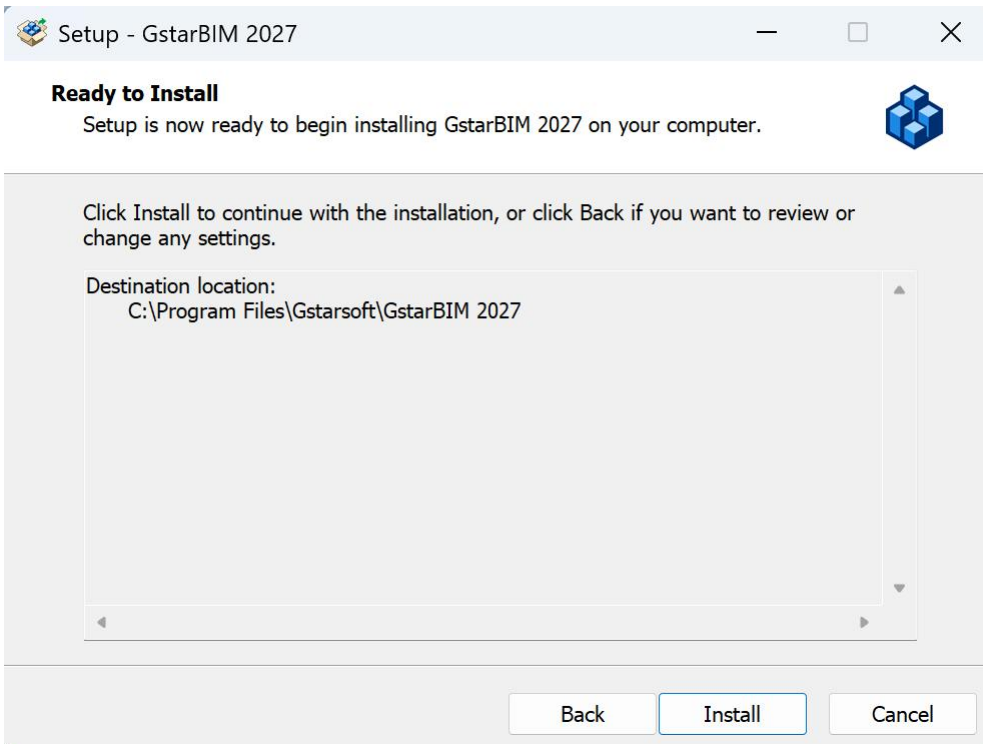 Setup - GstarBIM 2027
Ready to Install
Setup is now ready to begin installing GstarBIM 2027 on your computer.
Click Install to continue with the installation, or click Back if you want to review or
change any settings.
Destination location:
C:\Program Files\Gstarsoft\GstarBIM 2027
Back
Install
Cancel